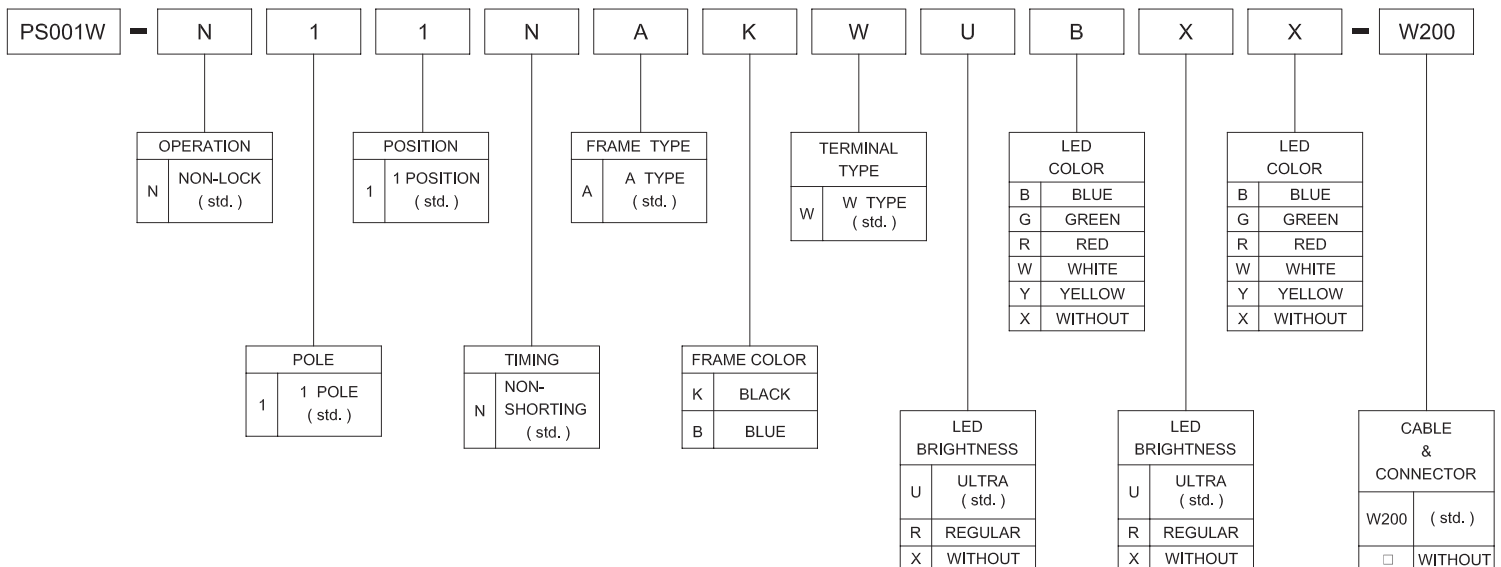 PS001W - N 1 1 N A K W U B X X - W200
OPERATION
N NON-LOCK
( std. )
POSITION
1 1 POSITION
( std. )
FRAME TYPE
A A TYPE
( std. )
TERMINAL
TYPE
W W TYPE
( std. )
LED
COLOR
B BLUE
G GREEN
R RED
W WHITE
Y YELLOW
X WITHOUT
LED
COLOR
B BLUE
G GREEN
R RED
W WHITE
Y YELLOW
X WITHOUT
POLE
1 1 POLE
( std. )
TIMING
N NON-
SHORTING
( std. )
FRAME COLOR
K BLACK
B BLUE
LED
BRIGHTNESS
U ULTRA
( std. )
R REGULAR
X WITHOUT
LED
BRIGHTNESS
U ULTRA
( std. )
R REGULAR
X WITHOUT
CABLE
&
CONNECTOR
W200 ( std. )
□ WITHOUT